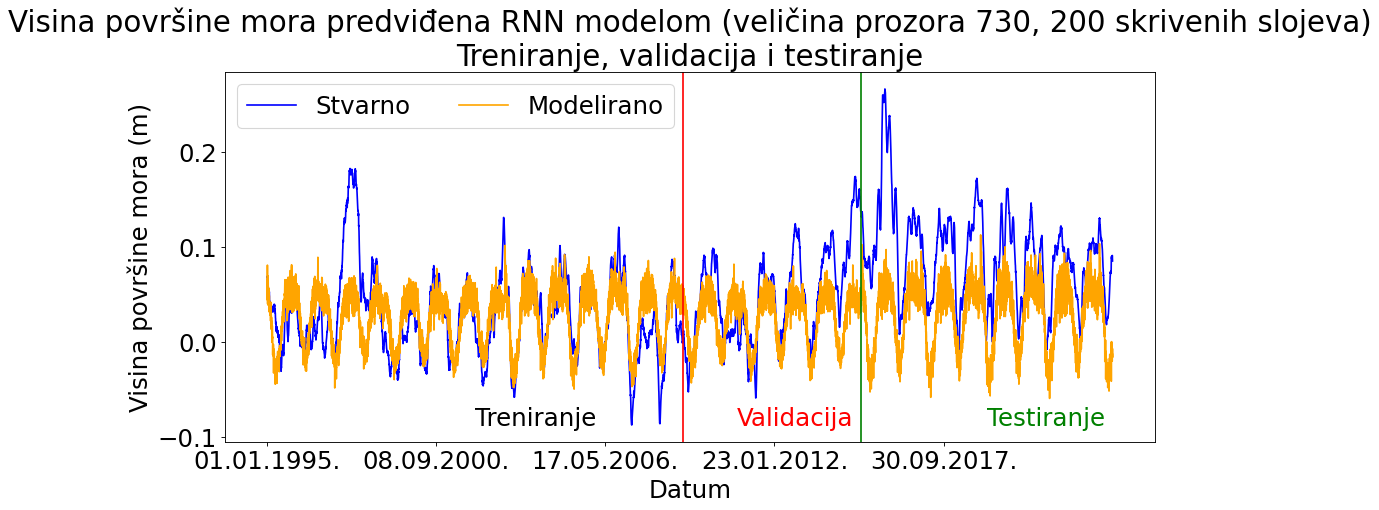 Visina površine mora predviđena RNN modelom (veličina prozora 730, 200 skrivenih slojeva)
Treniranje, validacija i testiranje
Stvarno
Modelirano
Visina površine mora (m)
0.2
0.1
0.0
−0.1
Treniranje
Validacija
Testiranje
01.01.1995.
08.09.2000.
17.05.2006.
23.01.2012.
30.09.2017.
Datum